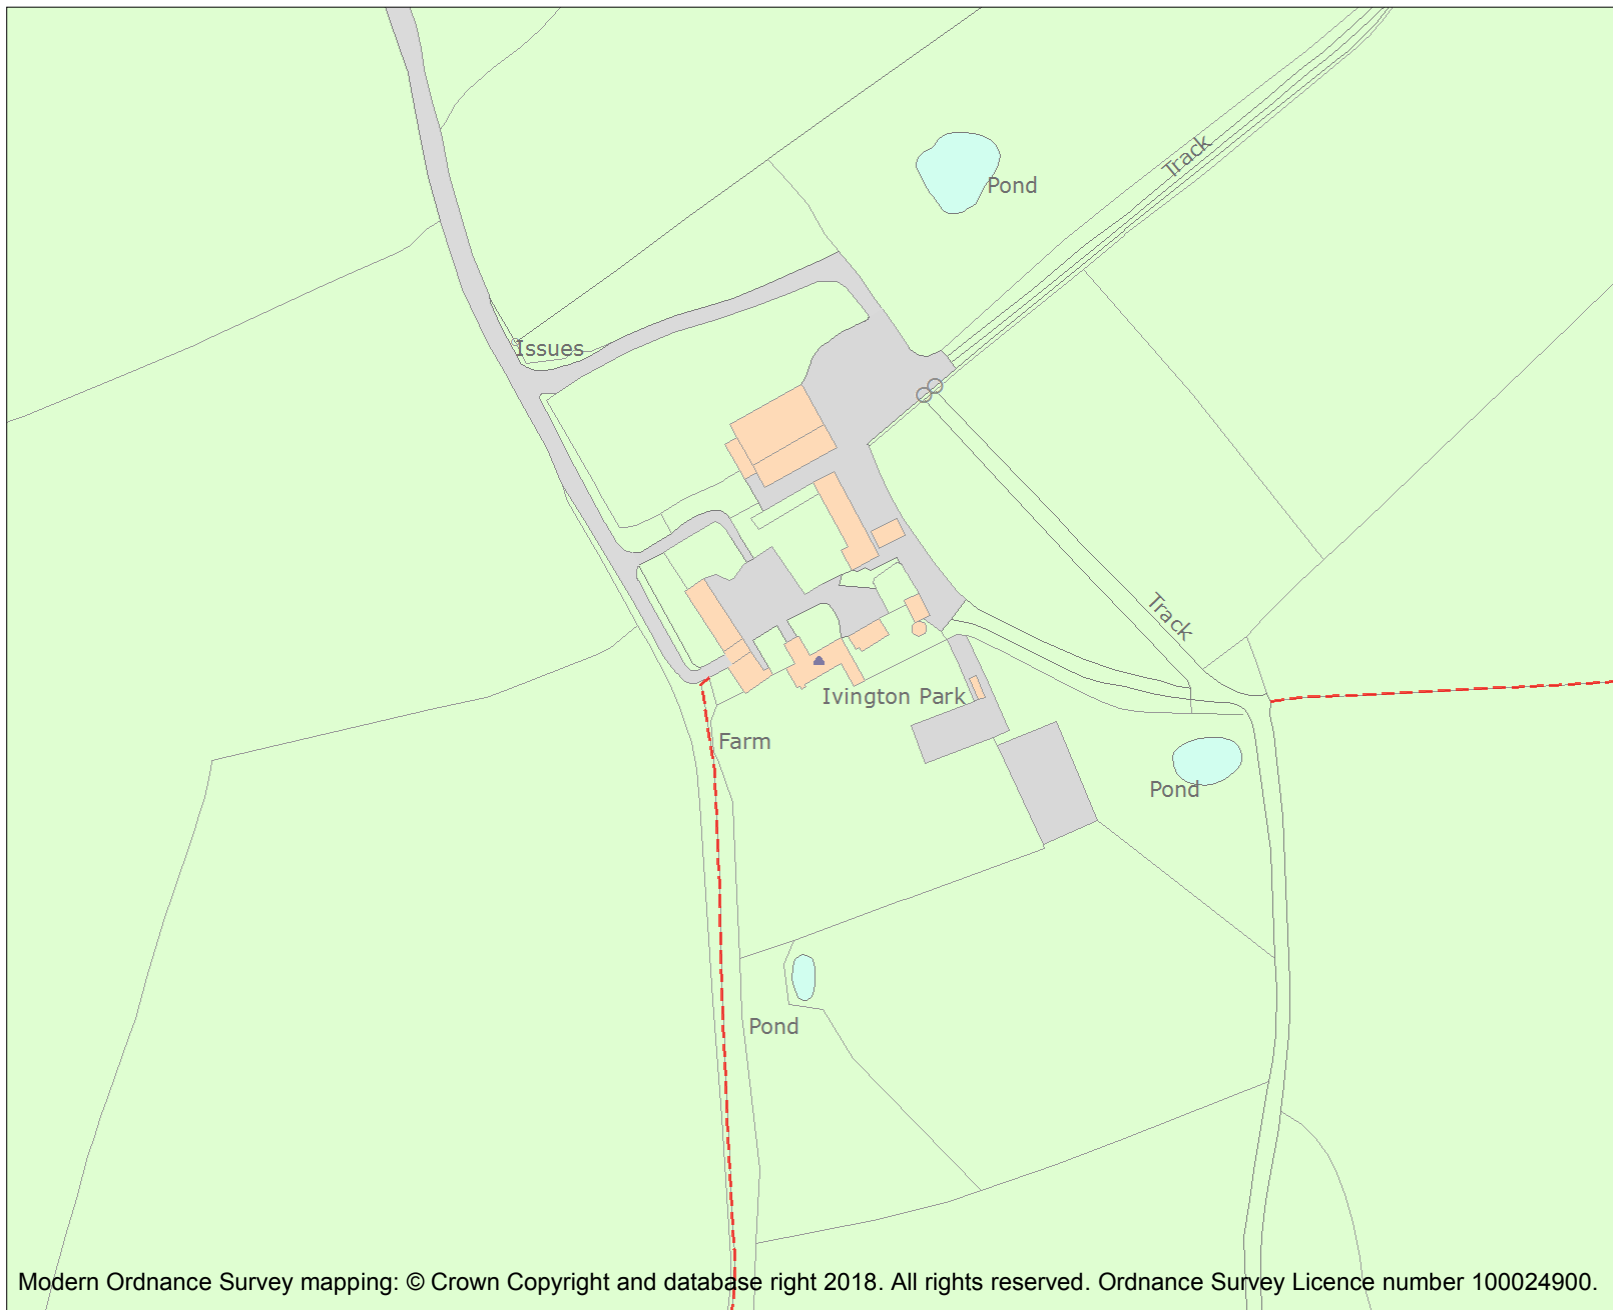 Track
Pond
Issues
Track
Ivington Park
Farm
Pond
Pond
Modern Ordnance Survey mapping: © Crown Copyright and database right 2018. All rights reserved. Ordnance Survey Licence number 100024900.